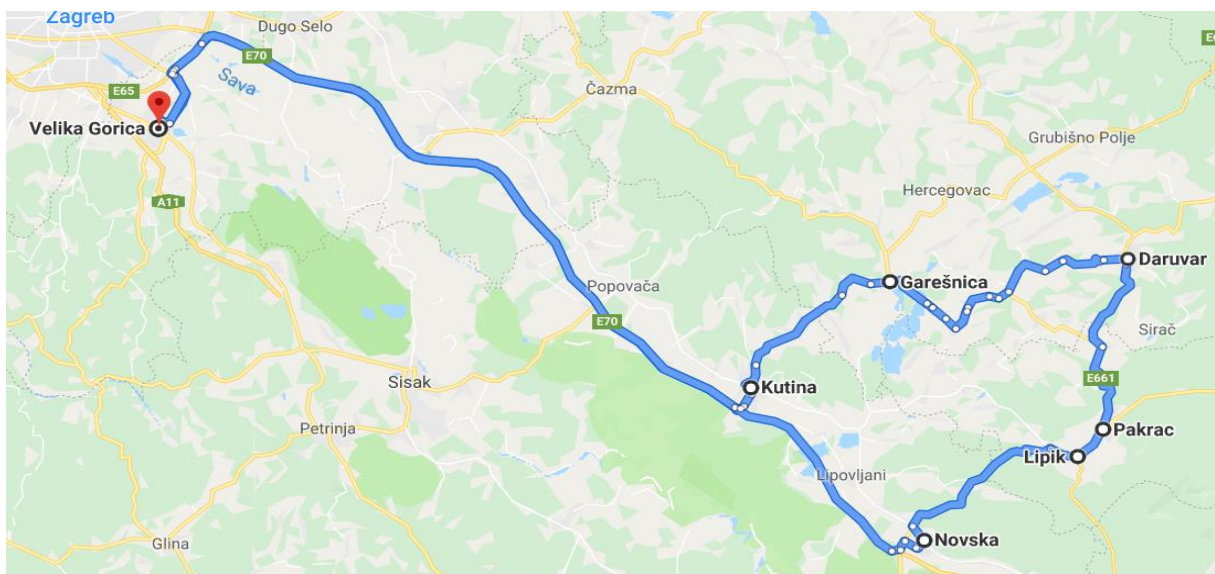 Zagreb
Dugo Selo
E70
Sava
E65
Čazma
Velika Gorica
Grubišno Polje
Hercegovac
A11
Daruvar
Garešnica
Popovača
E70
Sirač
Sisak
Kutina
E661
Petrinja
Pakrac
Lipik
Lipovljani
Novska
Glina